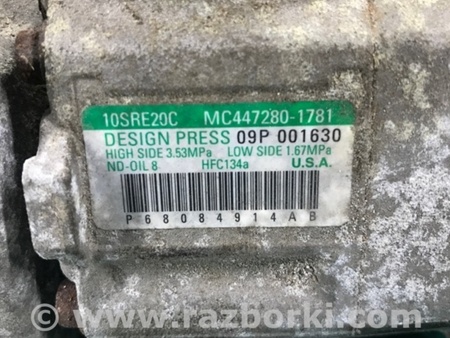 10SRE20C MC447280-1781
DESIGN PRESS 09P 001630
HIGH SIDE 3.53MPa LOW SIDE 1.67MPa
ND-OIL 8 HFC134a U.S.A.
P68084914AB
© www.razborki.com